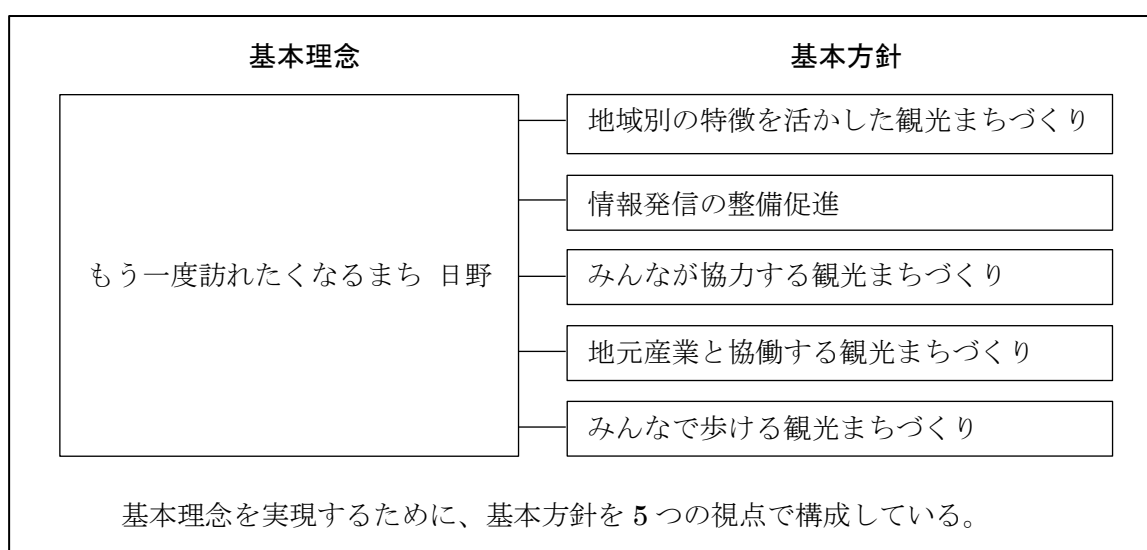 基本理念
基本方針
もう一度訪れたくなるまち 日野
地域別の特徴を活かした観光まちづくり
情報発信の整備促進
みんなが協力する観光まちづくり
地元産業と協働する観光まちづくり
みんなで歩ける観光まちづくり
基本理念を実現するために、基本方針を 5 つの視点で構成している。